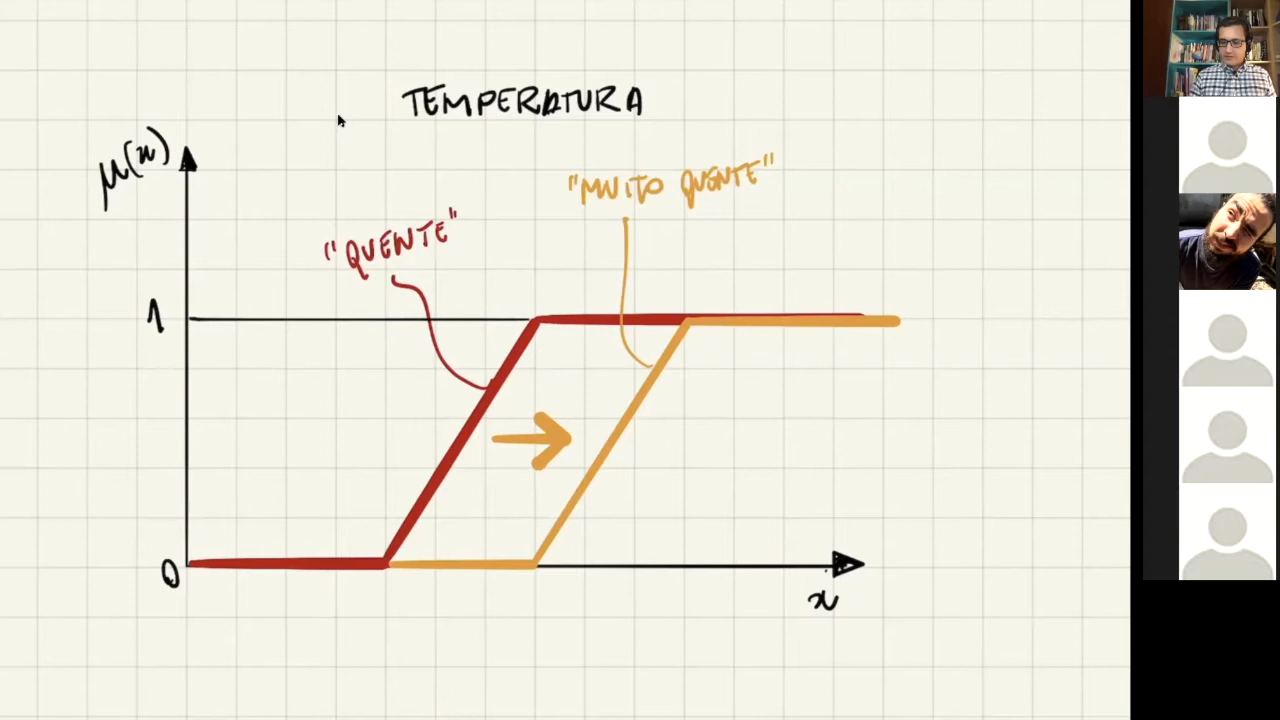 TEMPERATURA
μ(x)
"MUITO QUENTE"
"QUENTE"
1
0
x